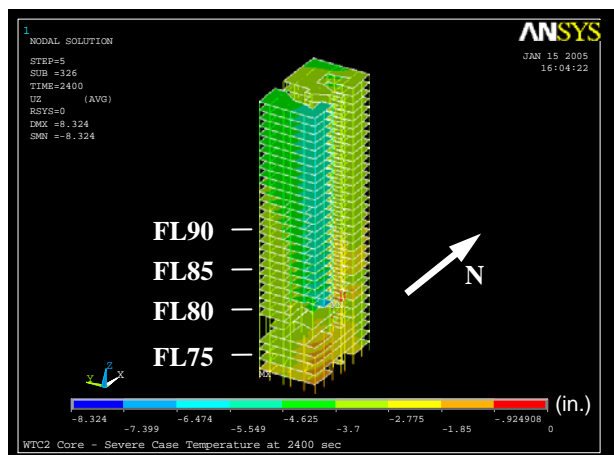 1
NODAL SOLUTION
STEP=5
SUB =326
TIME=2400
UZ (AVG)
RSYS=0
DMX =8.324
SMN =-8.324
ANSYS
JAN 15 2005
16:04:22
FL90
FL85
FL80
FL75
N
MX
Z
Y X
(in.)
-8.324 -6.474 -4.625 -2.775 -.924908
-7.399 -5.549 -3.7 -1.85 0
WTC2 Core - Severe Case Temperature at 2400 sec